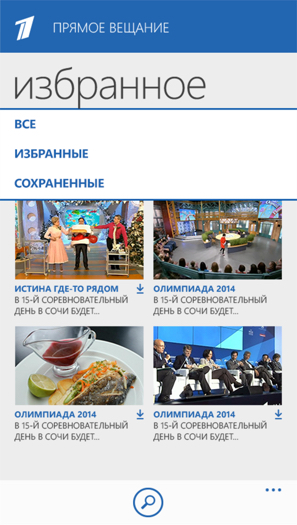 ПРЯМОЕ ВЕЩАНИЕ
избранное
ВСЕ
ИЗБРАННЫЕ
СОХРАНЕННЫЕ
ИСТИНА ГДЕ-ТО РЯДОМ
В 15-Й СОРЕВНОВАТЕЛЬНЫЙ
ДЕНЬ В СОЧИ БУДЕТ...
ОЛИМПИАДА 2014
В 15-Й СОРЕВНОВАТЕЛЬНЫЙ
ДЕНЬ В СОЧИ БУДЕТ...
ОЛИМПИАДА 2014
В 15-Й СОРЕВНОВАТЕЛЬНЫЙ
ДЕНЬ В СОЧИ БУДЕТ...
ОЛИМПИАДА 2014
В 15-Й СОРЕВНОВАТЕЛЬНЫЙ
ДЕНЬ В СОЧИ БУДЕТ...